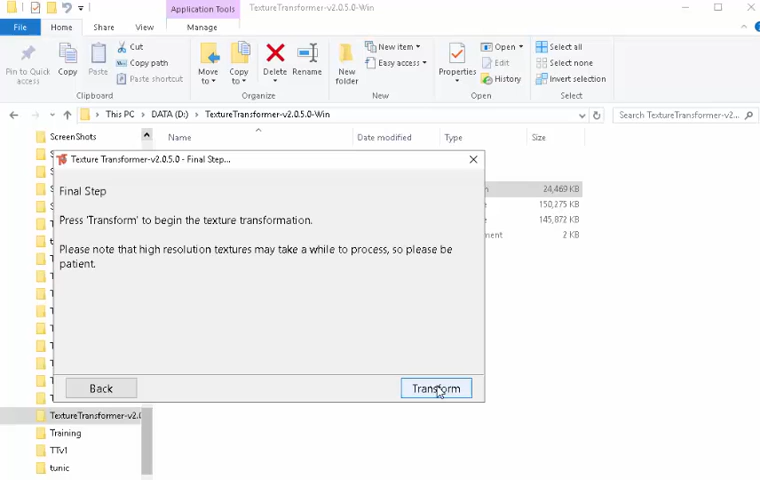 Application Tools
TextureTransformer-v2.0.5.0-Win
File
Home
Share
View
Manage
Pin to Quick access
Copy
Paste
Cut
Copy path
Paste shortcut
Clipboard
Move to
Copy to
Delete
Rename
Organize
New folder
New item
Easy access
New
Properties
Open
Edit
History
Open
Select all
Select none
Invert selection
Select
This PC
DATA (D:)
TextureTransformer-v2.0.5.0-Win
Search TextureTransformer-v2...
ScreenShots
Name
Date modified
Type
Size
Texture Transformer-v2.0.5.0 - Final Step...
Final Step
Press 'Transform' to begin the texture transformation.
Please note that high resolution textures may take a while to process, so please be
patient.
Back
Transform
24,469 KB
150,275 KB
145,872 KB
2 KB
TextureTransformer-v2.0
Training
TTv1
tunic